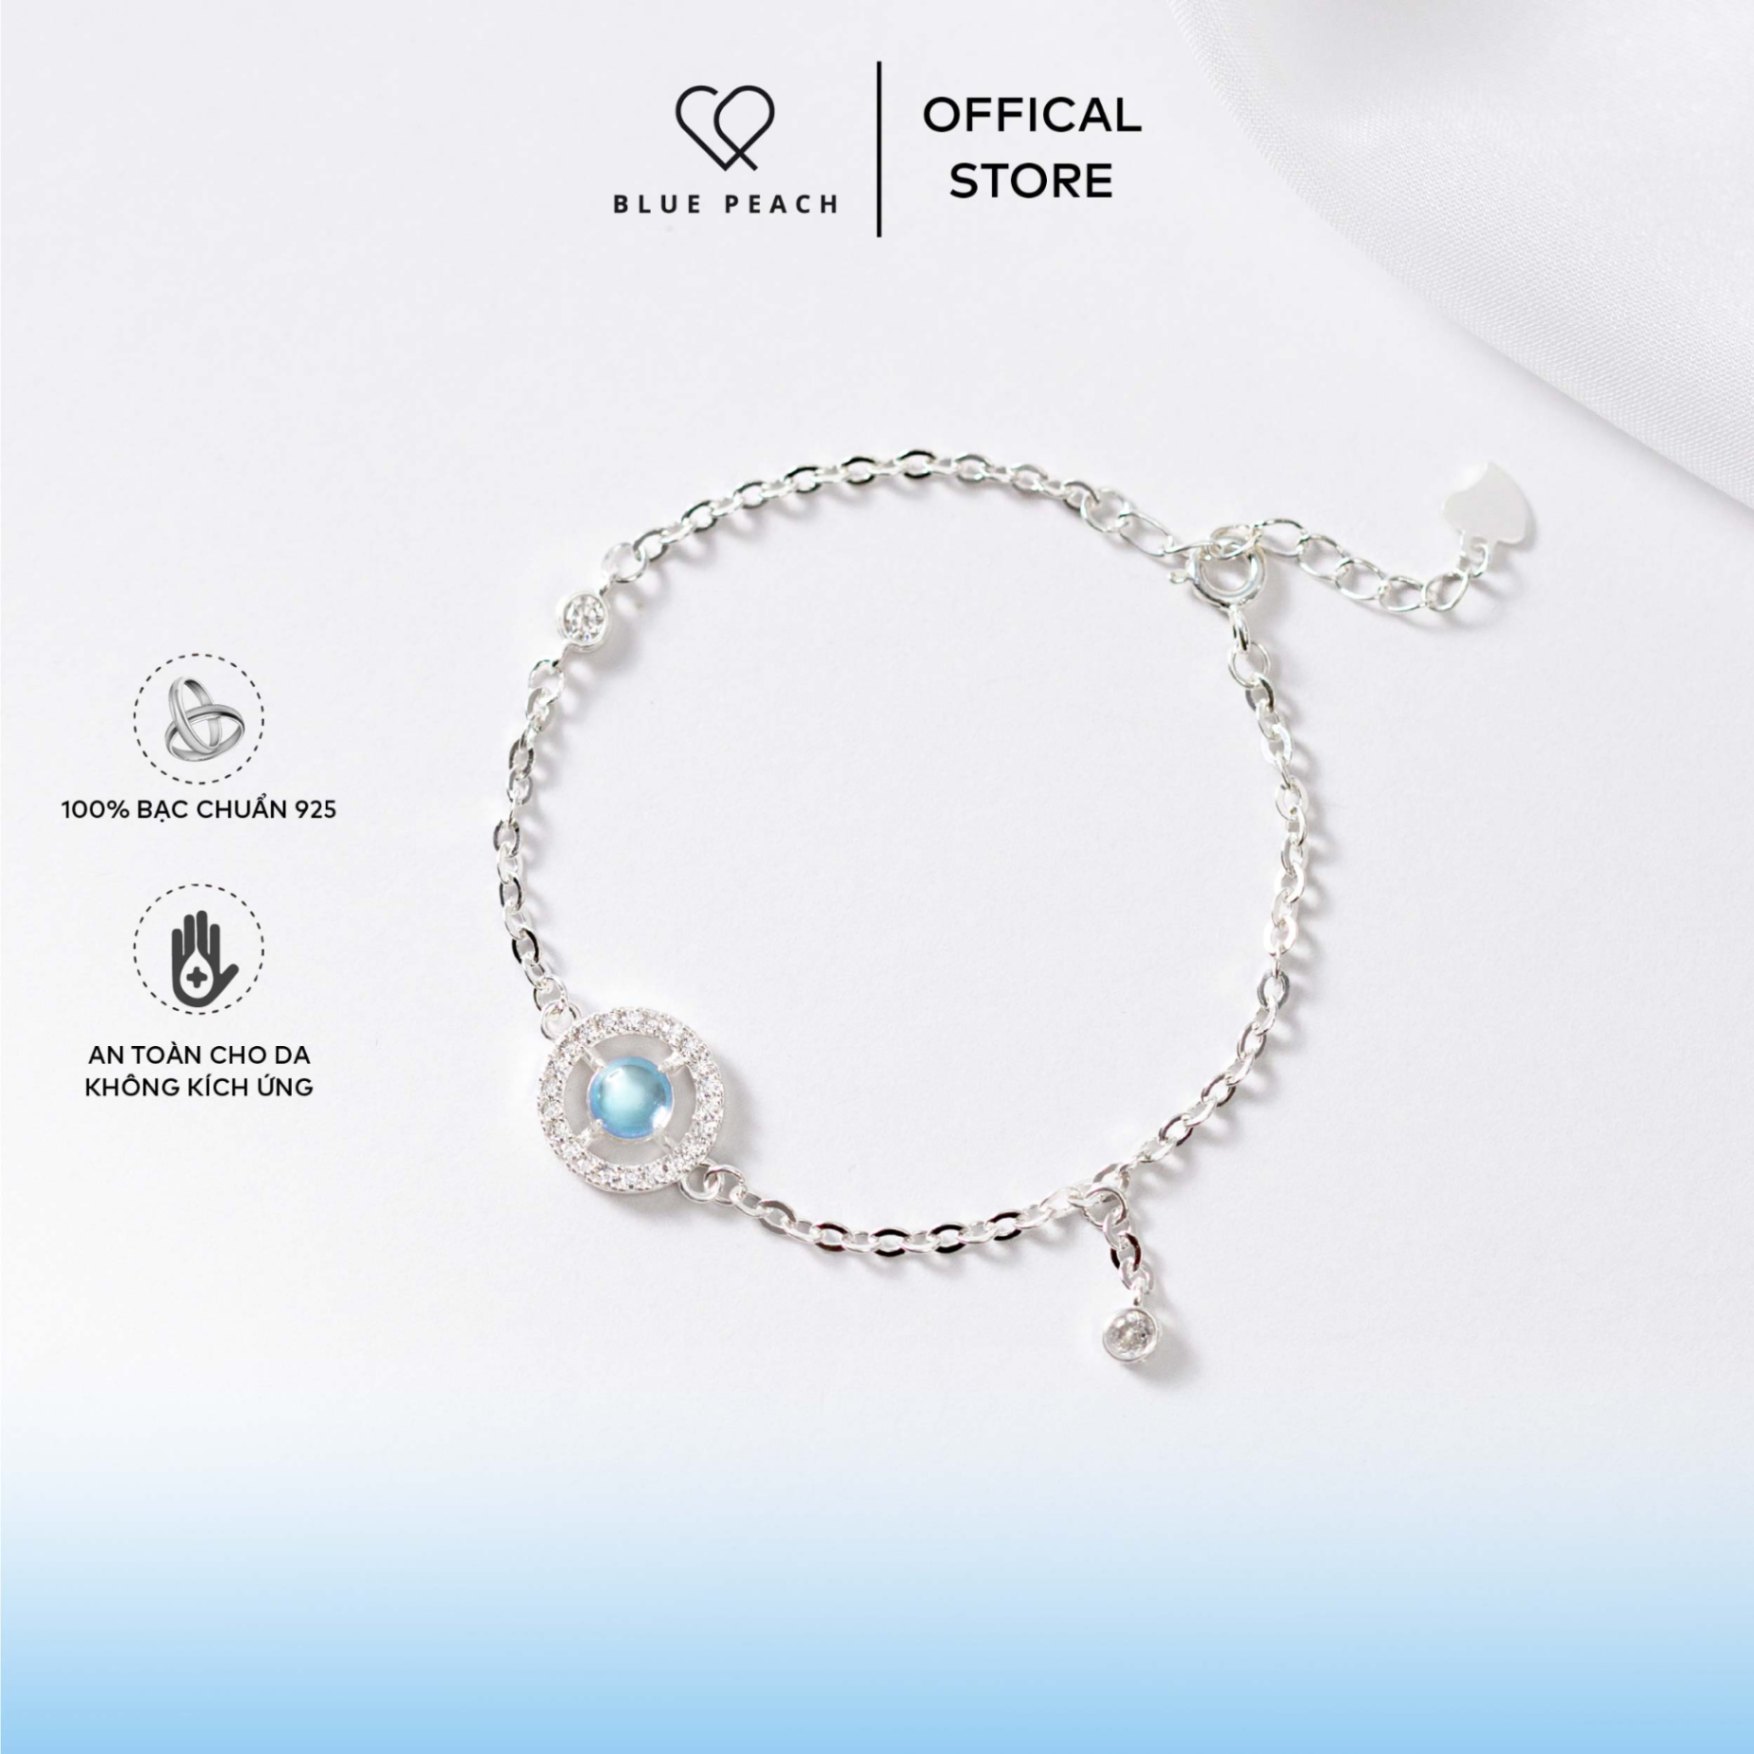 BLUE PEACH
OFFICAL
STORE
100% BẠC CHUẨN 925
AN TOÀN CHO DA
KHÔNG KÍCH ỨNG